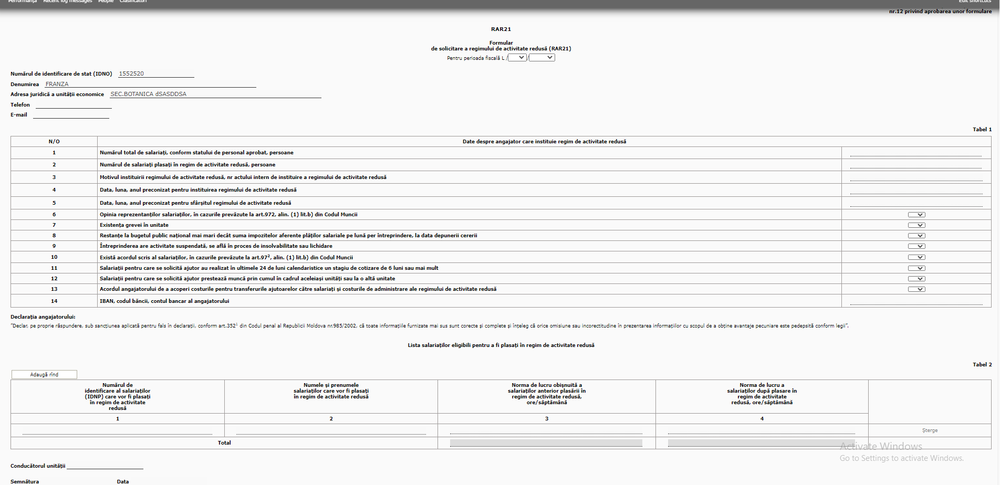 Performanța Recent log messages People Clasificatori Edit shortcuts
nr.12 privind aprobarea unor formulare
RAR21
Formular
de solicitare a regimului de activitate redusă (RAR21)
Pentru perioada fiscală L / /
Numărul de identificare de stat (IDNO) 1552520
Denumirea FRANZA
Adresa juridică a unității economice SEC.BOTANICA dSASDDSA
Telefon
E-mail
Tabel 1
N/O Date despre angajator care instituie regim de activitate redusă
1 Numărul total de salariați, conform statului de personal aprobat, persoane
2 Numărul de salariați plasați în regim de activitate redusă, persoane
3 Motivul instituirii regimului de activitate redusă, nr actului intern de instituire a regimului de activitate redusă
4 Data, luna, anul preconizat pentru instituirea regimului de activitate redusă
5 Data, luna, anul preconizat pentru sfârșitul regimului de activitate redusă
6 Opinia reprezentanților salariaților, în cazurile prevăzute la art.972, alin. (1) lit.b) din Codul Muncii
7 Existența grevei în unitate
8 Restanțe la bugetul public național mai mari decât suma impozitelor aferente plăților salariale pe lună per întreprindere, la data depunerii cererii
9 Întreprinderea are activitate suspendată, se află în proces de insolvabilitate sau lichidare
10 Există acordul scris al salariaților, în cazurile prevăzute la art.97², alin. (1) lit.b) din Codul Muncii
11 Salariații pentru care se solicită ajutor au realizat în ultimele 24 de luni calendaristice un stagiu de cotizare de 6 luni sau mai mult
12 Salariații pentru care se solicită ajutor prestează muncă prin cumul în cadrul aceleiași unități sau la o altă unitate
13 Acordul angajatorului de a acoperi costurile pentru transferurile ajutoarelor către salariați și costurile de administrare ale regimului de activitate redusă
14 IBAN, codul băncii, contul bancar al angajatorului
Declarația angajatorului:
"Declar, pe proprie răspundere, sub sancțiunea aplicată pentru fals în declarații, conform art.352¹ din Codul penal al Republicii Moldova nr.985/2002, că toate informațiile furnizate mai sus sunt corecte și complete și înțeleg că orice omisiune sau incorectitudine în prezentarea informațiilor cu scopul de a obține avantaje pecuniare este pedepsită conform legii".
Lista salariaților eligibili pentru a fi plasați în regim de activitate redusă
Tabel 2
Adaugă rînd
Numărul de
identificare al salariaților
(IDNP) care vor fi plasați
în regim de activitate
redusă
Numele și prenumele
salariaților care vor fi plasați
în regim de activitate redusă
Norma de lucru obișnuită a
salariaților anterior plasării în
regim de activitate redusă,
ore/săptămână
Norma de lucru a
salariaților după plasare în
regim de activitate
redusă, ore/săptămână
1 2 3 4
Șterge
Total
Activate Windows
Go to Settings to activate Windows.
Conducătorul unității
Semnătura Data